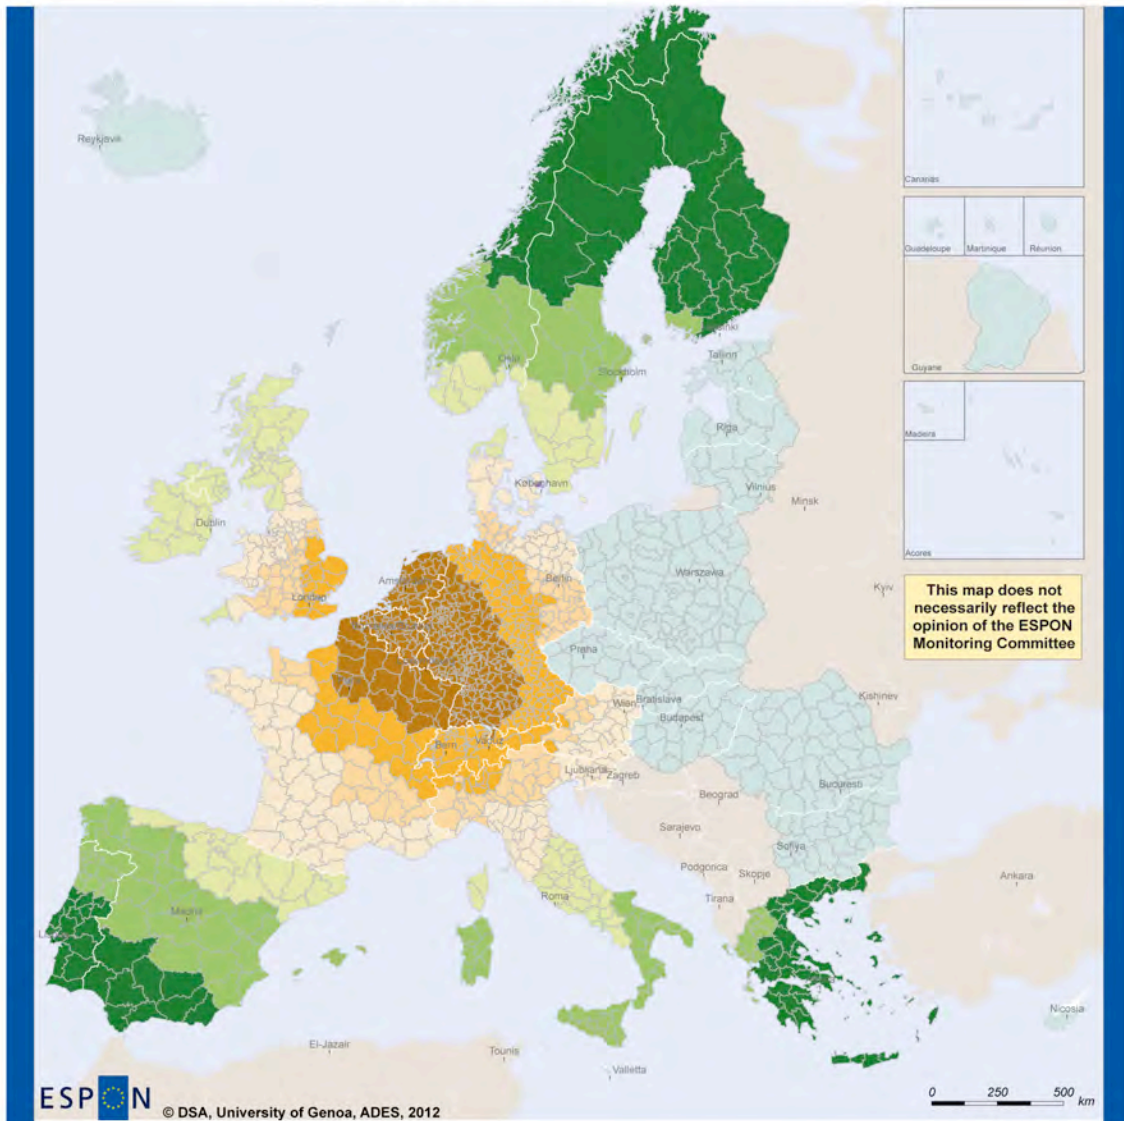 Reykjavik
Canarias
Guadeloupe
Martinique
Réunion
Guyane
Madeira
Acores
Oslo
Stockholm
Tallinn
Riga
København
Vilnius
Minsk
Dublin
Berlin
Warszawa
London
Kyiv
This map does not
necessarily reflect the
opinion of the ESPON
Monitoring Committee
Praha
Kishinev
Wien
Bratislava
Budapest
Bern
Vaduz
Ljubljana
Zagreb
Bucuresti
Beograd
Sarajevo
Sofiya
Podgorica
Skopje
Ankara
Tirana
Roma
Madrid
Nicosia
El-Jazair
Tounis
Valletta
0 250 500
km
ESPON
© DSA, University of Genoa, ADES, 2012